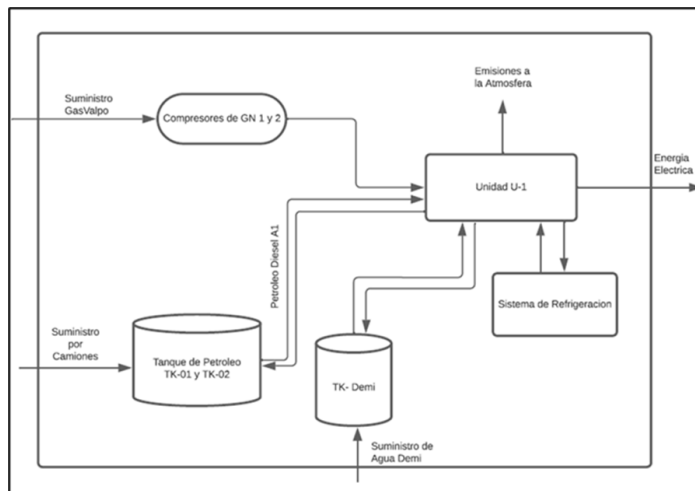 Emisiones a
la Atmosfera
Suministro
GasValpo
Compresores de GN 1 y 2
Energia
Electrica
Unidad U-1
Petroleo Diesel A1
Sistema de Refrigeracion
Suministro
por
Camiones
Tanque de Petroleo
TK-01 y TK-02
TK- Demi
Suministro de
Agua Demi